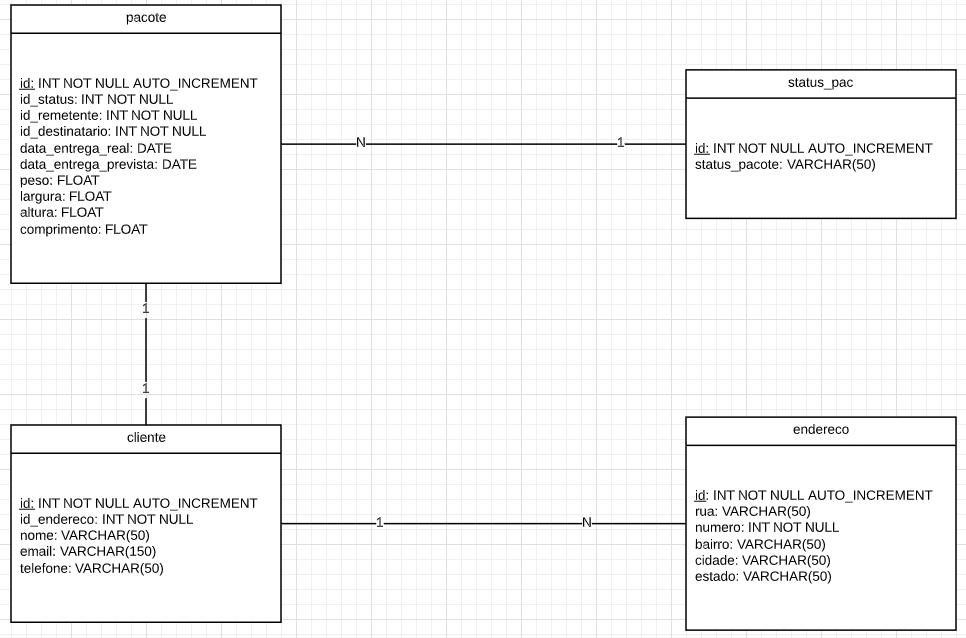 pacote
id: INT NOT NULL AUTO_INCREMENT
id_status: INT NOT NULL
id_remetente: INT NOT NULL
id_destinatario: INT NOT NULL
data_entrega_real: DATE
data_entrega_prevista: DATE
peso: FLOAT
largura: FLOAT
altura: FLOAT
comprimento: FLOAT
N
1
status_pac
id: INT NOT NULL AUTO_INCREMENT
status_pacote: VARCHAR(50)
1
1
cliente
id: INT NOT NULL AUTO_INCREMENT
id_endereco: INT NOT NULL
nome: VARCHAR(50)
email: VARCHAR(150)
telefone: VARCHAR(50)
1
N
endereco
id: INT NOT NULL AUTO_INCREMENT
rua: VARCHAR(50)
numero: INT NOT NULL
bairro: VARCHAR(50)
cidade: VARCHAR(50)
estado: VARCHAR(50)